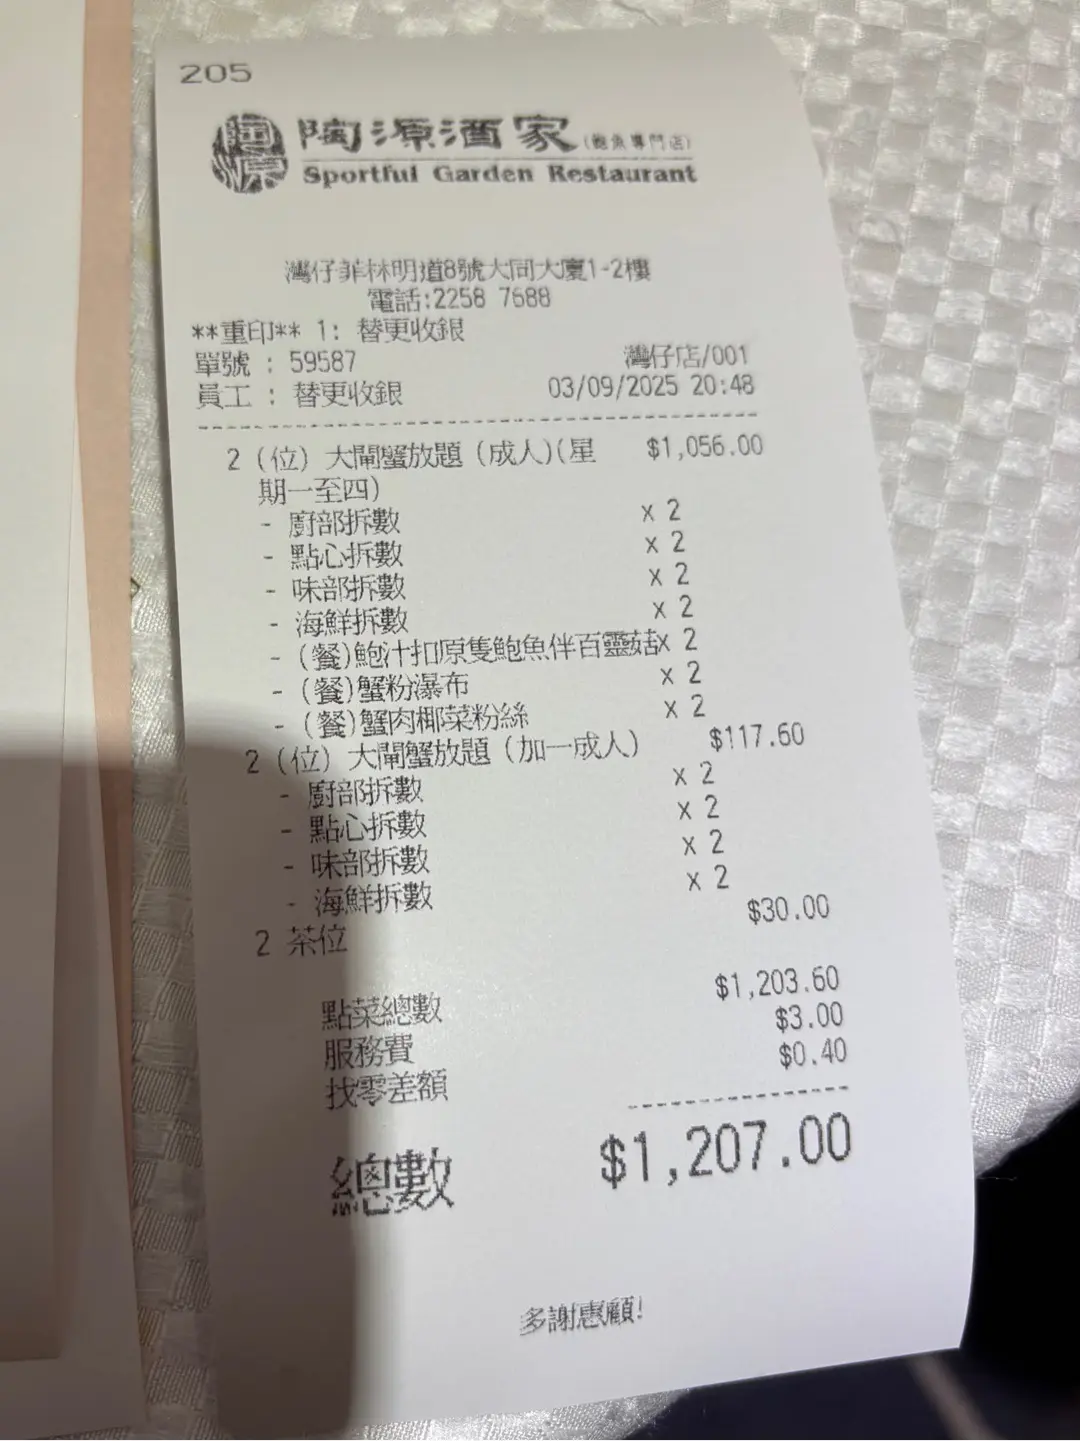 205
陶源酒家(鮑魚專門店)
Sportful Garden Restaurant
灣仔菲林明道8號大同大廈1-2樓
電話:2258 7688
**重印** 1: 替更收銀
單號 : 59587 灣仔店/001
員工 : 替更收銀 03/09/2025 20:48
2 (位) 大閘蟹放題 (成人)(星 $1,056.00
期一至四)
- 廚部拆數 x 2
- 點心拆數 x 2
- 味部拆數 x 2
- 海鮮拆數 x 2
- (餐)鮑汁扣原隻鮑魚伴百靈菇x 2
- (餐)蟹粉瀑布 x 2
- (餐)蟹肉椰菜粉絲 x 2
2 (位) 大閘蟹放題 (加一成人) $117.60
- 廚部拆數 x 2
- 點心拆數 x 2
- 味部拆數 x 2
- 海鮮拆數 x 2
2 茶位 $30.00
點菜總數 $1,203.60
服務費 $3.00
找零差額 $0.40
總數 $1,207.00
多謝惠顧!